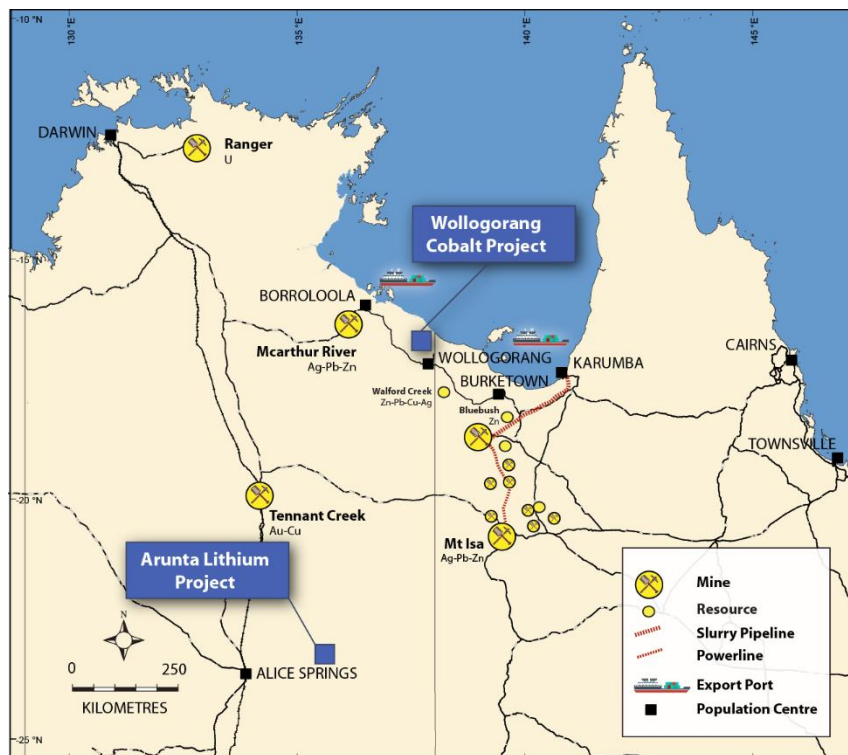 -10 °N
130 °E
135 °E
140 °E
145 °E
DARWIN
Ranger
U
Wollogorang
Cobalt Project
-15 °N
BORROLOOLA
Mcarthur River
Ag-Pb-Zn
WOLLOGORANG
KARUMBA
CAIRNS
Walford Creek
Zn-Pb-Cu-Ag
BURKETOWN
Bluebush
Zn
TOWNSVILLE
-20 °N
Tennant Creek
Au-Cu
Mt Isa
Ag-Pb-Zn
Arunta Lithium
Project
N
0
250
KILOMETRES
ALICE SPRINGS
-25 °N
Mine
Resource
Slurry Pipeline
Powerline
Export Port
Population Centre